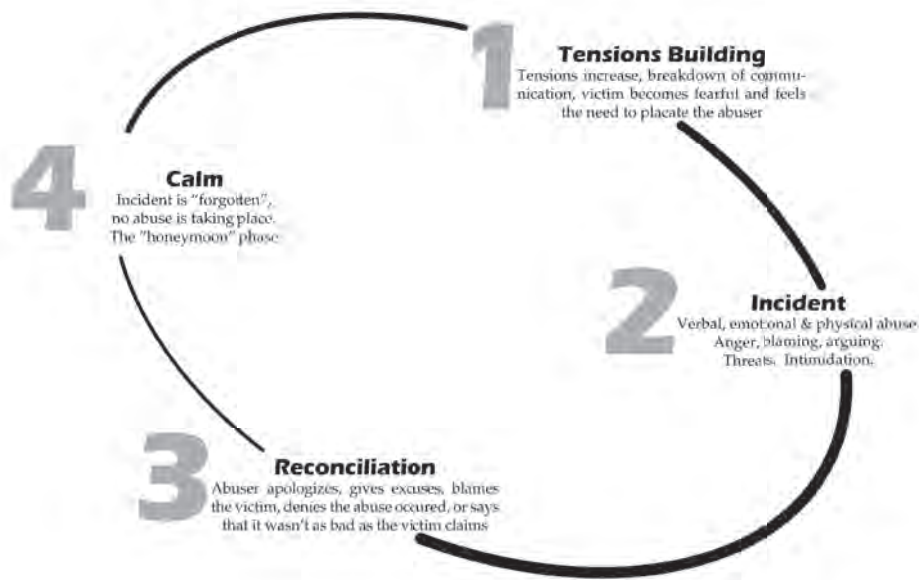 1
Tensions Building
Tensions increase, breakdown of commu-
nication, victim becomes fearful and feels
the need to placate the abuser
2
Incident
Verbal, emotional & physical abuse.
Anger, blaming, arguing.
Threats. Intimidation.
3
Reconciliation
Abuser apologizes, gives excuses, blames
the victim, denies the abuse occured, or says
that it wasn't as bad as the victim claims
4
Calm
Incident is "forgotten",
no abuse is taking place.
The "honeymoon" phase